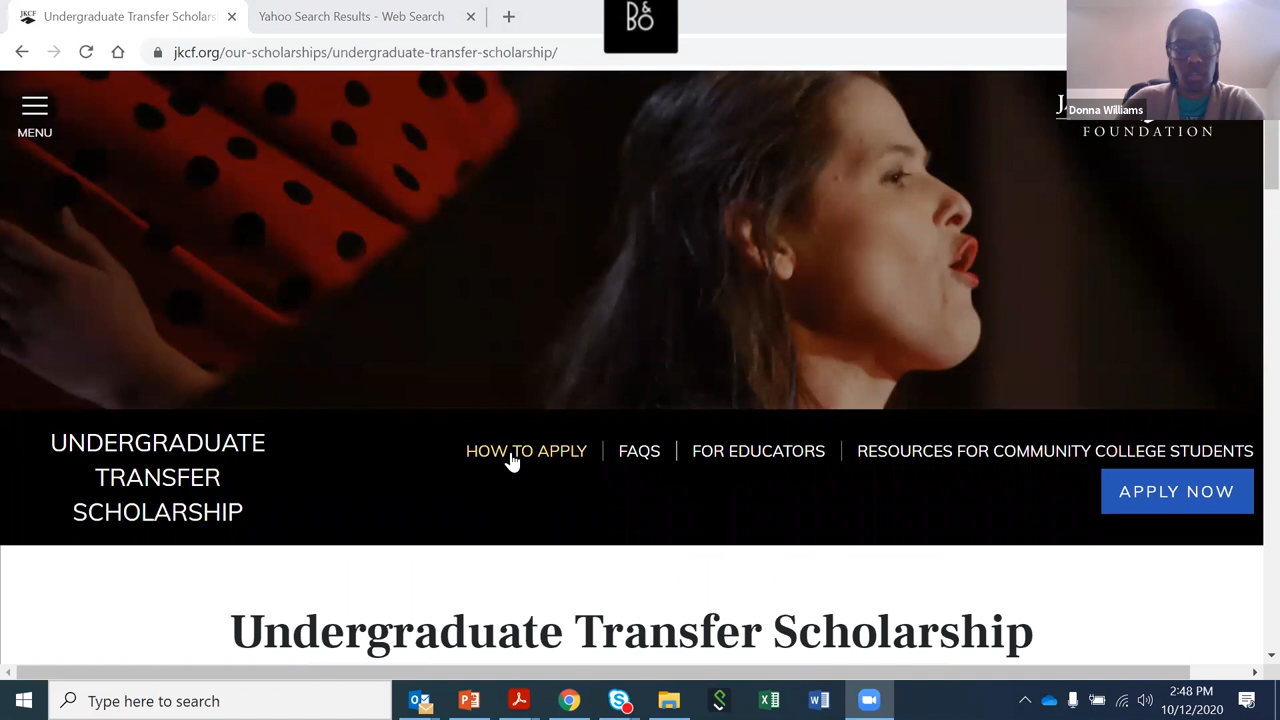 Undergraduate Transfer Scholars
Yahoo Search Results - Web Search
B&
BO
jkcf.org/our-scholarships/undergraduate-transfer-scholarship/
Donna Williams
FOUNDATION
MENU
UNDERGRADUATE
TRANSFER
SCHOLARSHIP
HOW TO APPLY
FAQS
FOR EDUCATORS
RESOURCES FOR COMMUNITY COLLEGE STUDENTS
APPLY NOW
Undergraduate Transfer Scholarship
Type here to search
2:48 PM
10/12/2020